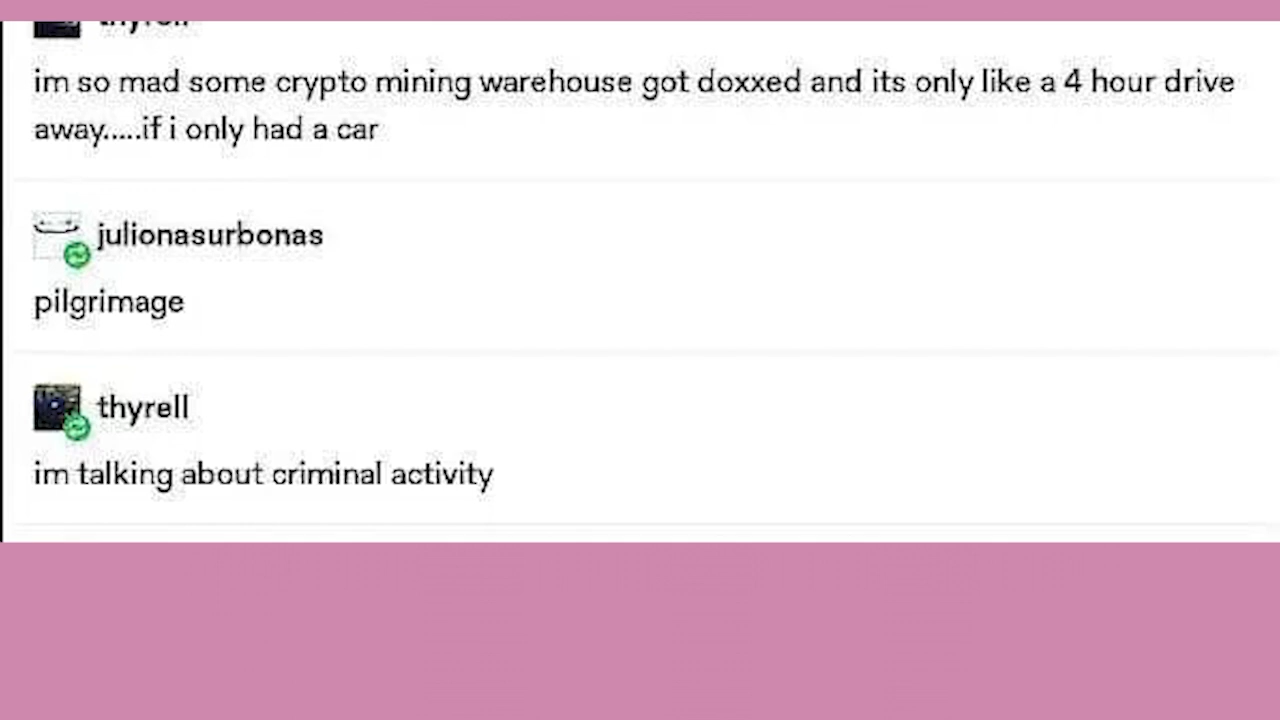 thyrell
im so mad some crypto mining warehouse got doxxed and its only like a 4 hour drive
away.....if i only had a car
julionasurbonas
pilgrimage
thyrell
im talking about criminal activity